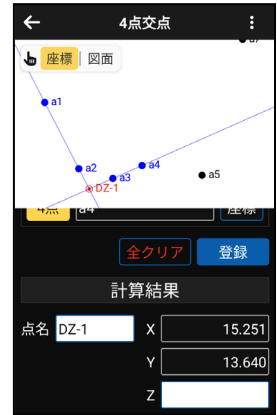 4点交点
座標 図面
a1
a2
a3
a4
DZ-1
a5
4点 a4 座標
全クリア 登録
計算結果
点名 DZ-1 X 15.251
Y 13.640
Z